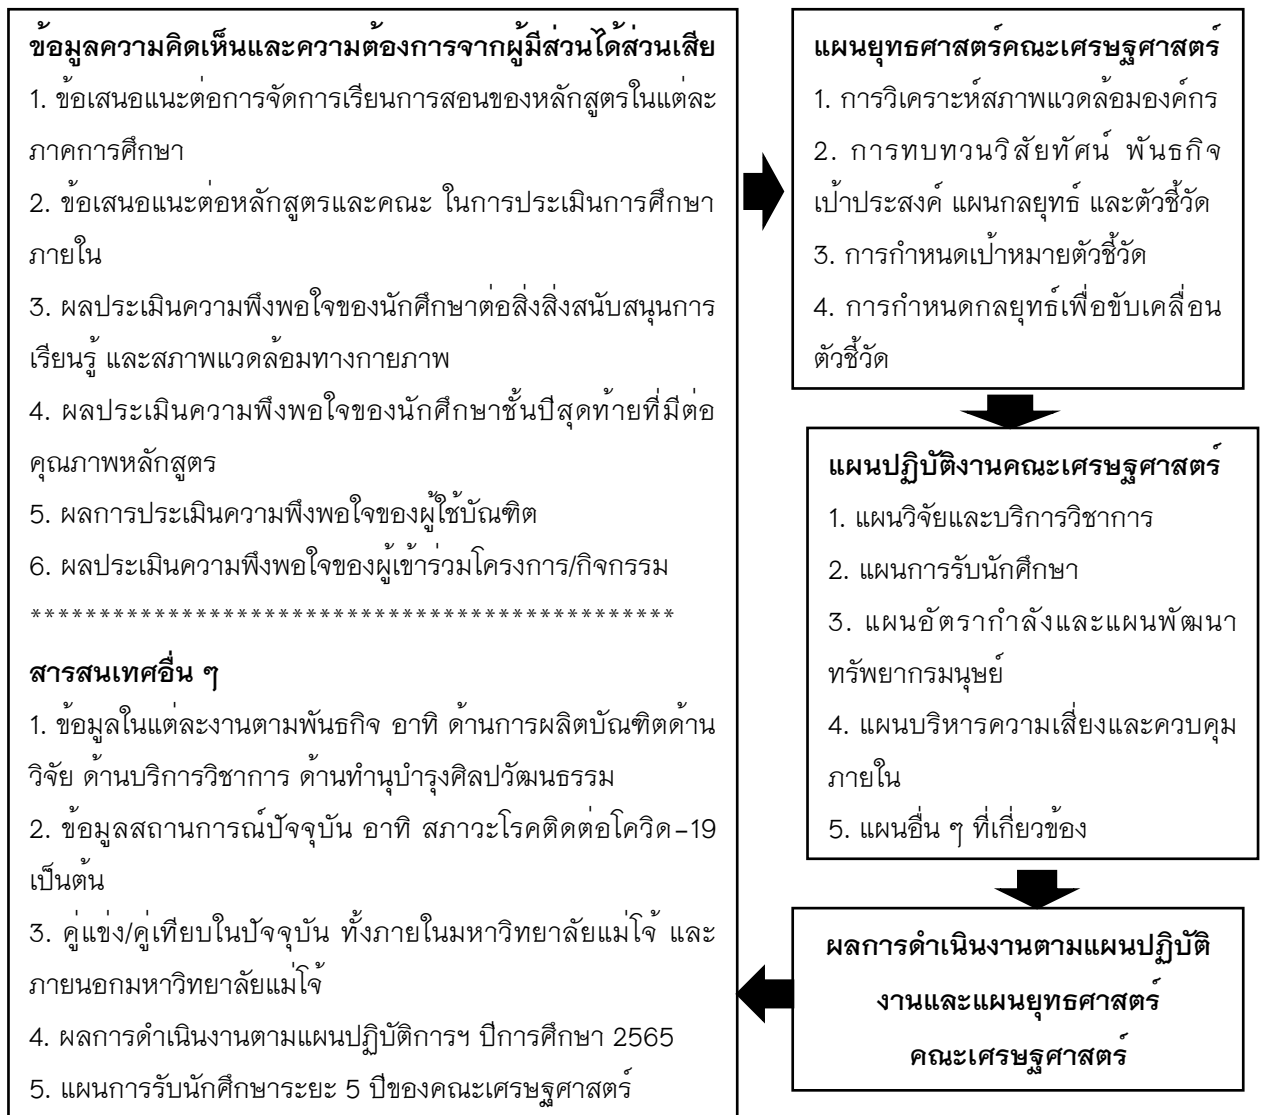 ข้อมูลความคิดเห็นและความต้องการจากผู้มีส่วนได้ส่วนเสีย
1. ข้อเสนอแนะต่อการจัดการเรียนการสอนของหลักสูตรในแต่ละ
ภาคการศึกษา
2. ข้อเสนอแนะต่อหลักสูตรและคณะ ในการประเมินการศึกษา
ภายใน
3. ผลประเมินความพึงพอใจของนักศึกษาต่อสิ่งสิ่งสนับสนุนการ
เรียนรู้ และสภาพแวดล้อมทางกายภาพ
4. ผลประเมินความพึงพอใจของนักศึกษาชั้นปีสุดท้ายที่มีต่อ
คุณภาพหลักสูตร
5. ผลการประเมินความพึงพอใจของผู้ใช้บัณฑิต
6. ผลประเมินความพึงพอใจของผู้เข้าร่วมโครงการ/กิจกรรม
***********************************************
สารสนเทศอื่น ๆ
1. ข้อมูลในแต่ละงานตามพันธกิจ อาทิ ด้านการผลิตบัณฑิตด้าน
วิจัย ด้านบริการวิชาการ ด้านทำนุบำรุงศิลปวัฒนธรรม
2. ข้อมูลสถานการณ์ปัจจุบัน อาทิ สภาวะโรคติดต่อโควิด-19
เป็นต้น
3. คู่แข่ง/คู่เทียบในปัจจุบัน ทั้งภายในมหาวิทยาลัยแม่โจ้ และ
ภายนอกมหาวิทยาลัยแม่โจ้
4. ผลการดำเนินงานตามแผนปฏิบัติการฯ ปีการศึกษา 2565
5. แผนการรับนักศึกษาระยะ 5 ปีของคณะเศรษฐศาสตร์
แผนยุทธศาสตร์คณะเศรษฐศาสตร์
1. การวิเคราะห์สภาพแวดล้อมองค์กร
2. การทบทวนวิสัยทัศน์ พันธกิจ
เป้าประสงค์ แผนกลยุทธ์ และตัวชี้วัด
3. การกำหนดเป้าหมายตัวชี้วัด
4. การกำหนดกลยุทธ์เพื่อขับเคลื่อน
ตัวชี้วัด
แผนปฏิบัติงานคณะเศรษฐศาสตร์
1. แผนวิจัยและบริการวิชาการ
2. แผนการรับนักศึกษา
3. แผนอัตรากำลังและแผนพัฒนา
ทรัพยากรมนุษย์
4. แผนบริหารความเสี่ยงและควบคุม
ภายใน
5. แผนอื่น ๆ ที่เกี่ยวข้อง
ผลการดำเนินงานตามแผนปฏิบัติ
งานและแผนยุทธศาสตร์
คณะเศรษฐศาสตร์